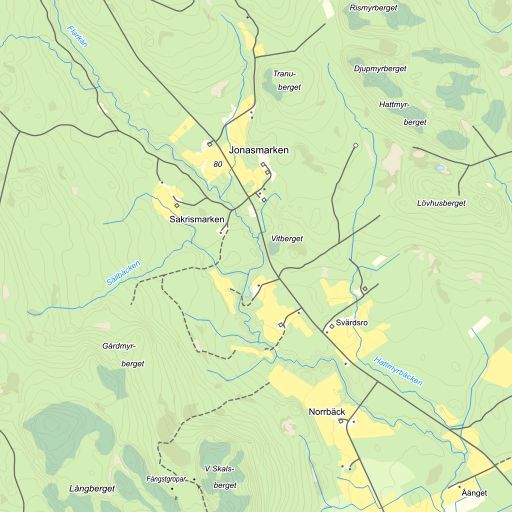 Rismyrberget
Flarkån
Tranu-
berget
Djupmyrberget
Hattmyr-
berget
Jonasmarken
80
Lövhusberget
Sakrismarken
Vitberget
Sällbäcken
Svärdsro
Gårdmyr-
berget
Hattmyrbäcken
Norrbäck
V Skals-
berget
Fångstgropar
Långberget
Äänget